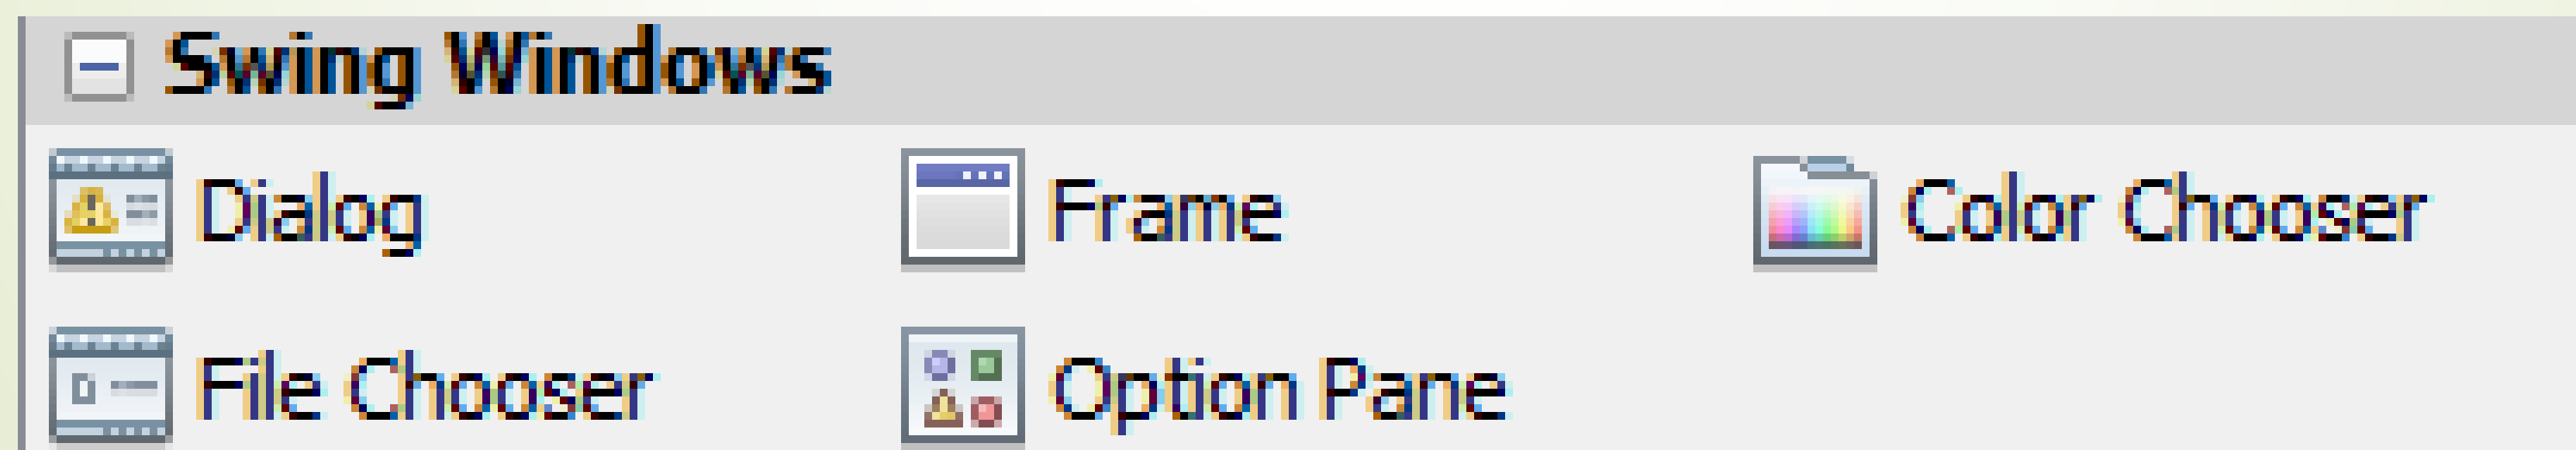 Swing Windows
Dialog Frame Color Chooser
File Chooser Option Pane